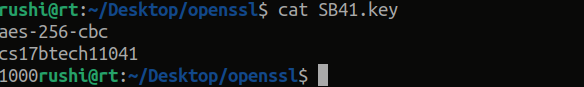 rushi@rt:~/Desktop/openssl$ cat SB41.key
aes-256-cbc
cs17btech11041
1000rushi@rt:~/Desktop/openssl$